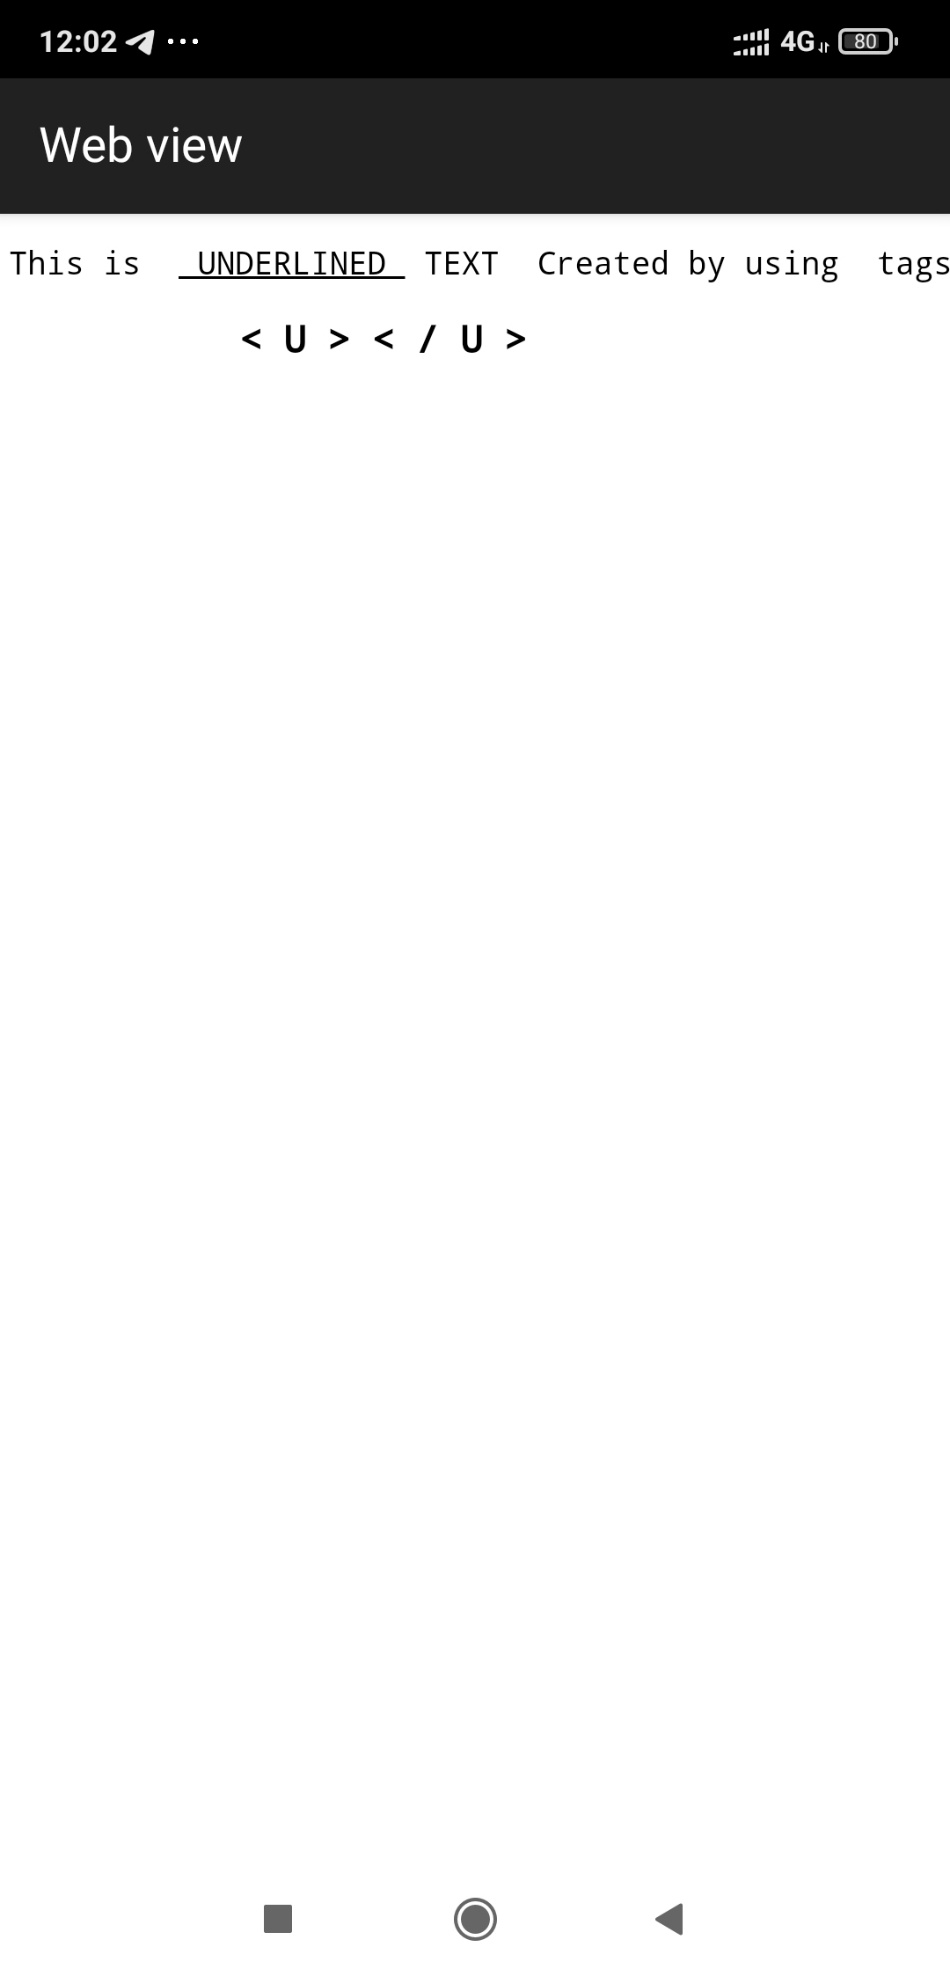 12:02 4G 80
Web view
This is UNDERLINED TEXT Created by using tags
< U > < / U >